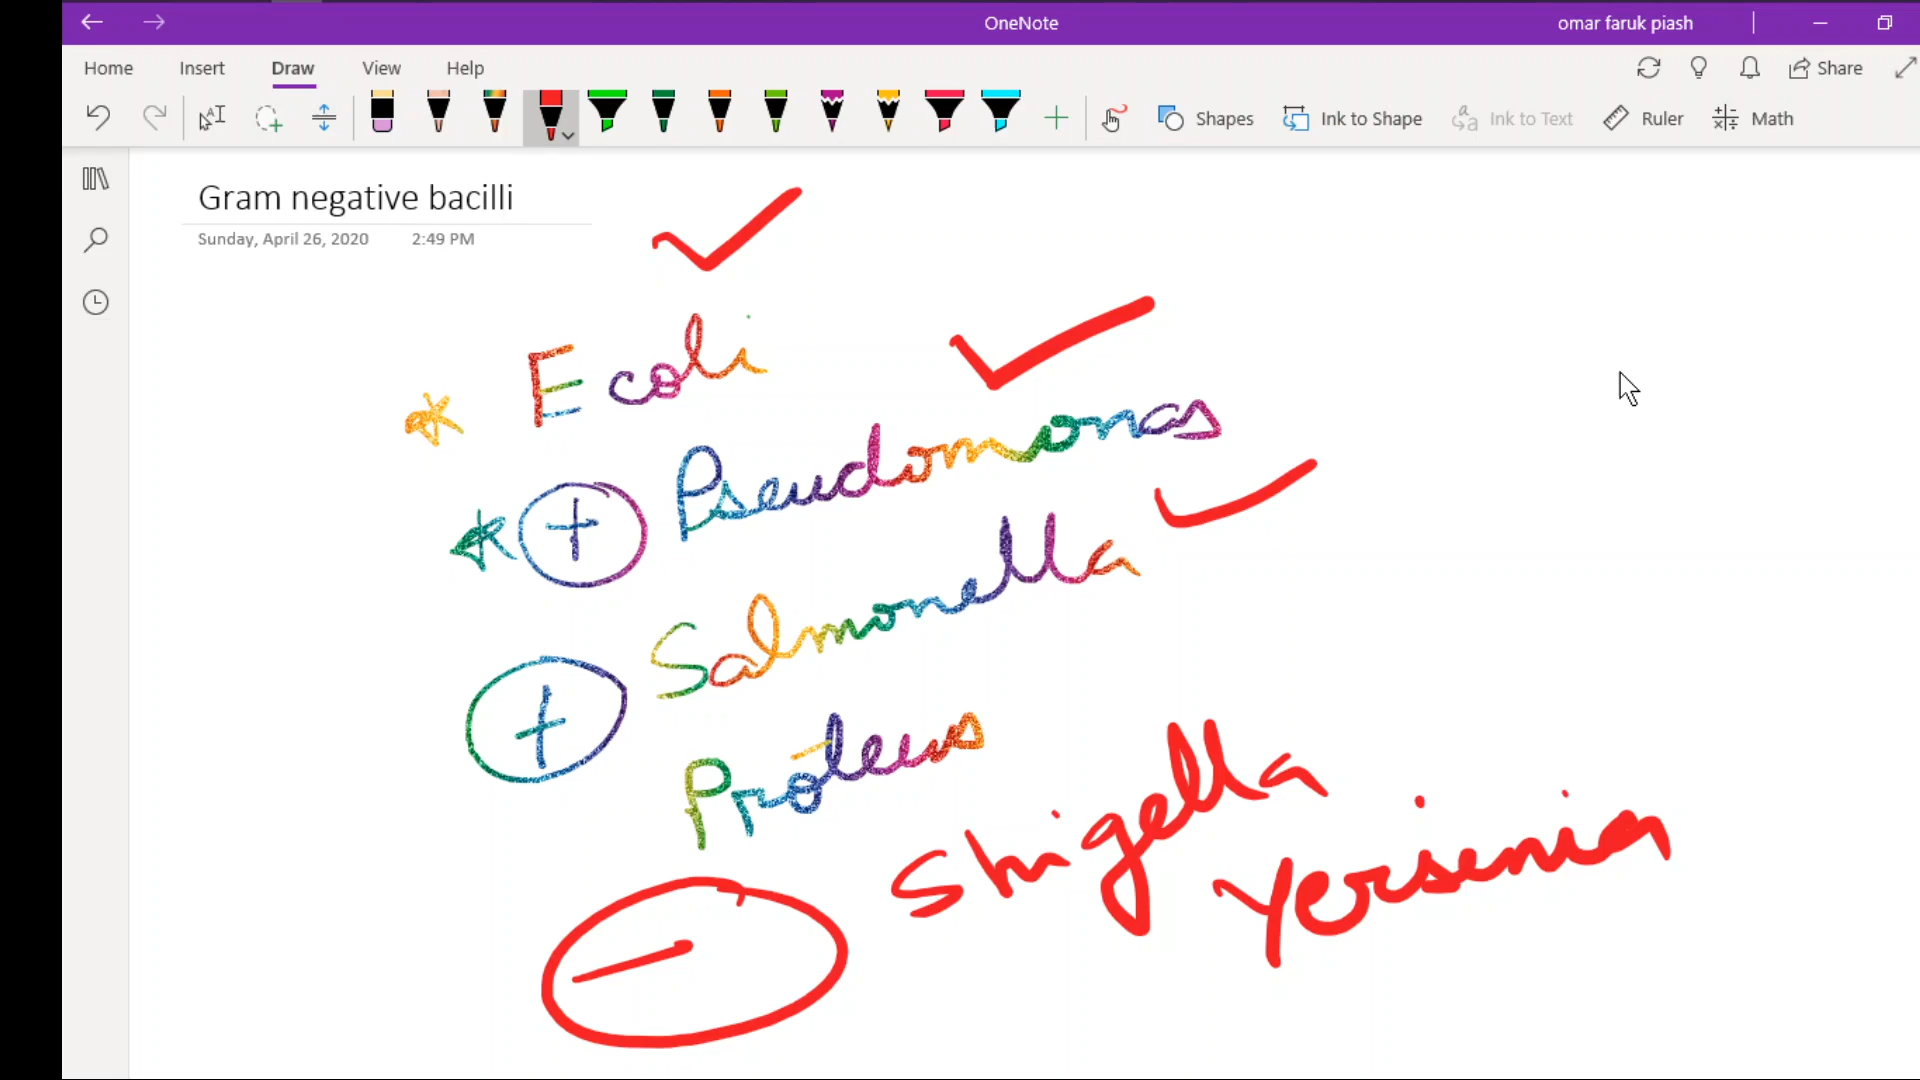 OneNote
omar faruk piash
Home Insert Draw View Help
Share
Shapes Ink to Shape Ink to Text Ruler Math
Gram negative bacilli
Sunday, April 26, 2020 2:49 PM
E coli
+ Pseudomonas
+ Salmonella
Proteus
- Shigella
Yersinia